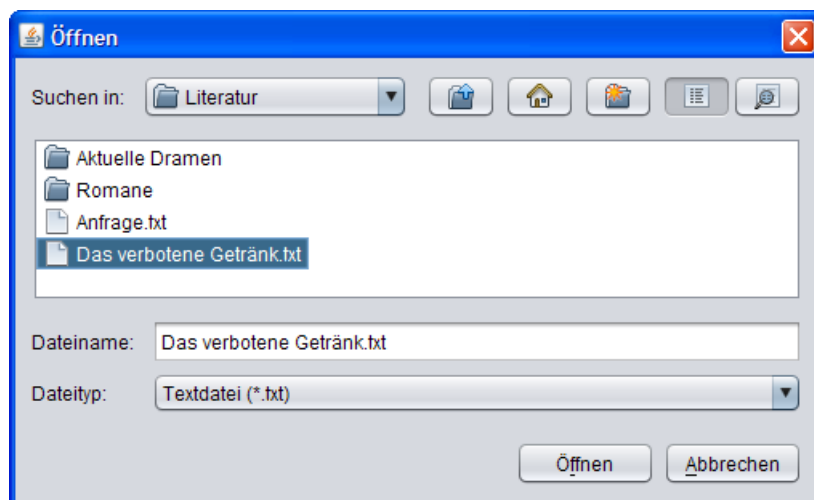 Öffnen
Suchen in: Literatur
Aktuelle Dramen
Romane
Anfrage.txt
Das verbotene Getränk.txt
Dateiname: Das verbotene Getränk.txt
Dateityp: Textdatei (*.txt)
Öffnen Abbrechen